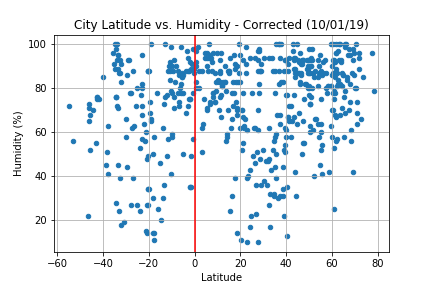 City Latitude vs. Humidity - Corrected (10/01/19)
100
80
60
40
20
Humidity (%)
−60 −40 −20 0 20 40 60 80
Latitude